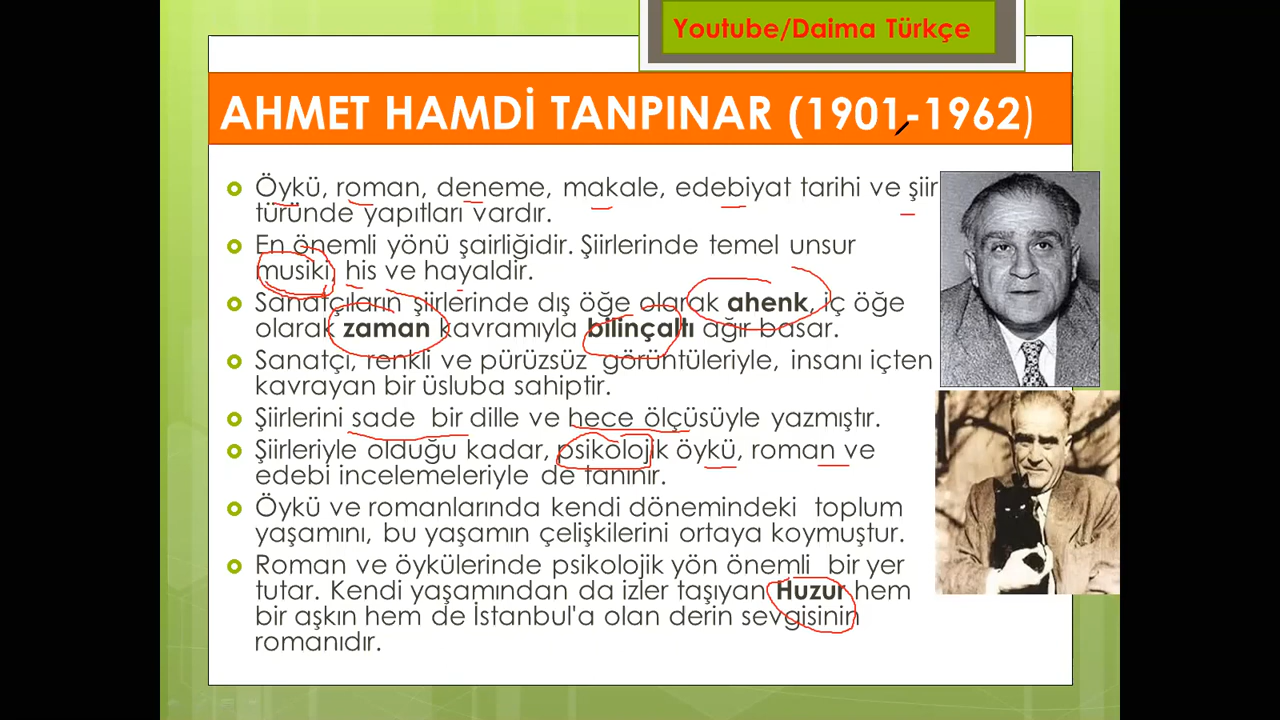 Youtube/Daima Türkçe
AHMET HAMDİ TANPINAR (1901-1962)
Öykü, roman, deneme, makale, edebiyat tarihi ve şiir
türünde yapıtları vardır.
En önemli yönü şairliğidir. Şiirlerinde temel unsur
musiki, his ve hayaldir.
Sanatçıların şiirlerinde dış öğe olarak ahenk, iç öğe
olarak zaman kavramıyla bilinçaltı ağır basar.
Sanatçı, renkli ve pürüzsüz görüntüleriyle, insanı içten
kavrayan bir üsluba sahiptir.
Şiirlerini sade bir dille ve hece ölçüsüyle yazmıştır.
Şiirleriyle olduğu kadar, psikolojik öykü, roman ve
edebi incelemeleriyle de tanınır.
Öykü ve romanlarında kendi dönemindeki toplum
yaşamını, bu yaşamın çelişkilerini ortaya koymuştur.
Roman ve öykülerinde psikolojik yön önemli bir yer
tutar. Kendi yaşamından da izler taşıyan Huzur hem
bir aşkın hem de İstanbul'a olan derin sevgisinin
romanıdır.